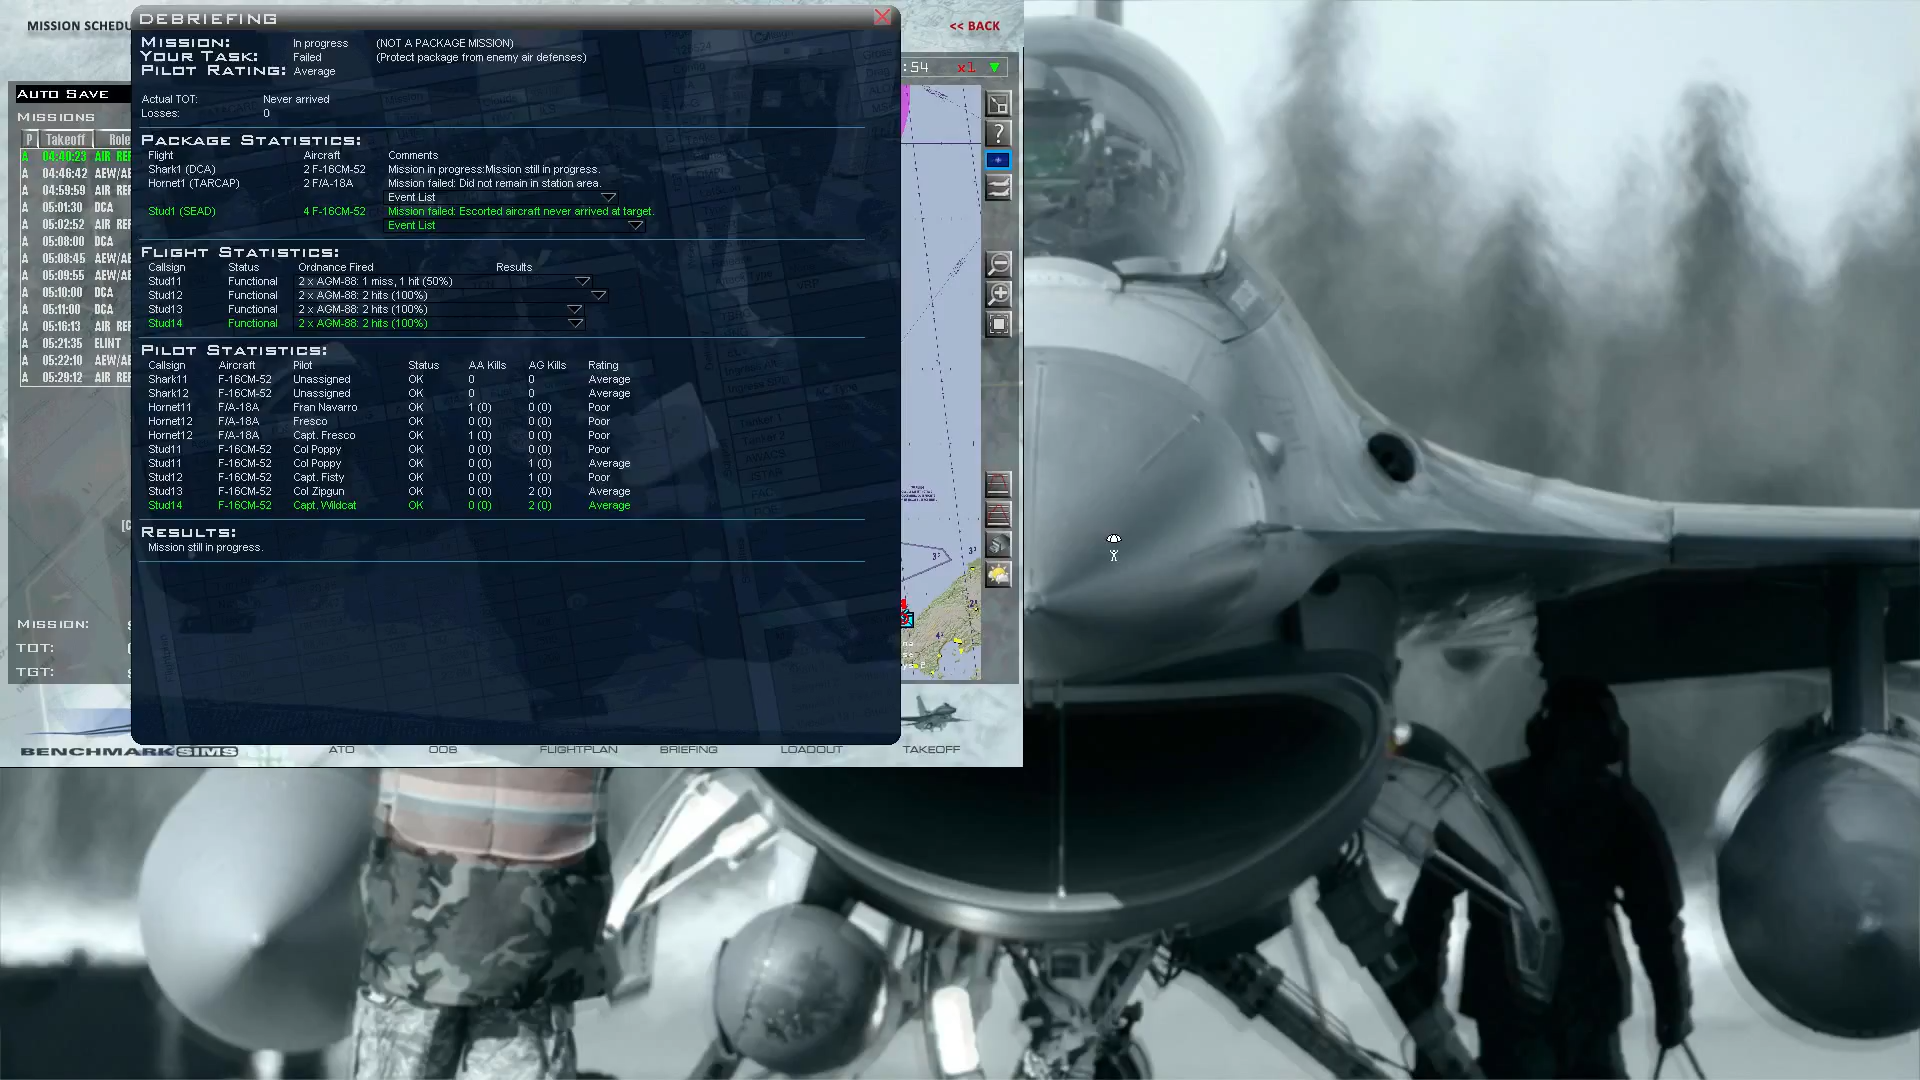 MISSION SCHEDU
<< BACK
DEBRIEFING
MISSION: In progress (NOT A PACKAGE MISSION)
YOUR TASK: Failed (Protect package from enemy air defenses)
PILOT RATING: Average
:54 x1
AUTO SAVE
Actual TOT: Never arrived
Losses: 0
MISSIONS
P Takeoff Role
A 04:40:23 AIR REF
A 04:46:42 AEW/AE
A 04:59:59 AIR REF
A 05:01:30 DCA
A 05:02:52 AIR REF
A 05:08:00 DCA
A 05:08:45 AEW/AE
A 05:09:55 AEW/AE
A 05:10:00 DCA
A 05:11:00 DCA
A 05:16:13 AIR REF
A 05:21:35 ELINT
A 05:22:10 AEW/AE
A 05:29:12 AIR REF
PACKAGE STATISTICS:
Flight Aircraft Comments
Shark1 (DCA) 2 F-16CM-52 Mission in progress:Mission still in progress.
Hornet1 (TARCAP) 2 F/A-18A Mission failed: Did not remain in station area.
Event List
Stud1 (SEAD) 4 F-16CM-52 Mission failed: Escorted aircraft never arrived at target.
Event List
FLIGHT STATISTICS:
Callsign Status Ordnance Fired Results
Stud11 Functional 2 x AGM-88: 1 miss, 1 hit (50%)
Stud12 Functional 2 x AGM-88: 2 hits (100%)
Stud13 Functional 2 x AGM-88: 2 hits (100%)
Stud14 Functional 2 x AGM-88: 2 hits (100%)
PILOT STATISTICS:
Callsign Aircraft Pilot Status AA Kills AG Kills Rating
Shark11 F-16CM-52 Unassigned OK 0 0 Average
Shark12 F-16CM-52 Unassigned OK 0 0 Average
Hornet11 F/A-18A Fran Navarro OK 1 (0) 0 (0) Poor
Hornet12 F/A-18A Fresco OK 0 (0) 0 (0) Poor
Hornet12 F/A-18A Capt. Fresco OK 1 (0) 0 (0) Poor
Stud11 F-16CM-52 Col Poppy OK 0 (0) 0 (0) Poor
Stud11 F-16CM-52 Col Poppy OK 0 (0) 1 (0) Average
Stud12 F-16CM-52 Capt. Fisty OK 0 (0) 1 (0) Poor
Stud13 F-16CM-52 Col Zipgun OK 0 (0) 2 (0) Average
Stud14 F-16CM-52 Capt. Wildcat OK 0 (0) 2 (0) Average
RESULTS:
Mission still in progress.
MISSION:
TOT:
TGT:
BENCHMARKSIMS
ATO OOB FLIGHTPLAN BRIEFING LOADOUT TAKEOFF